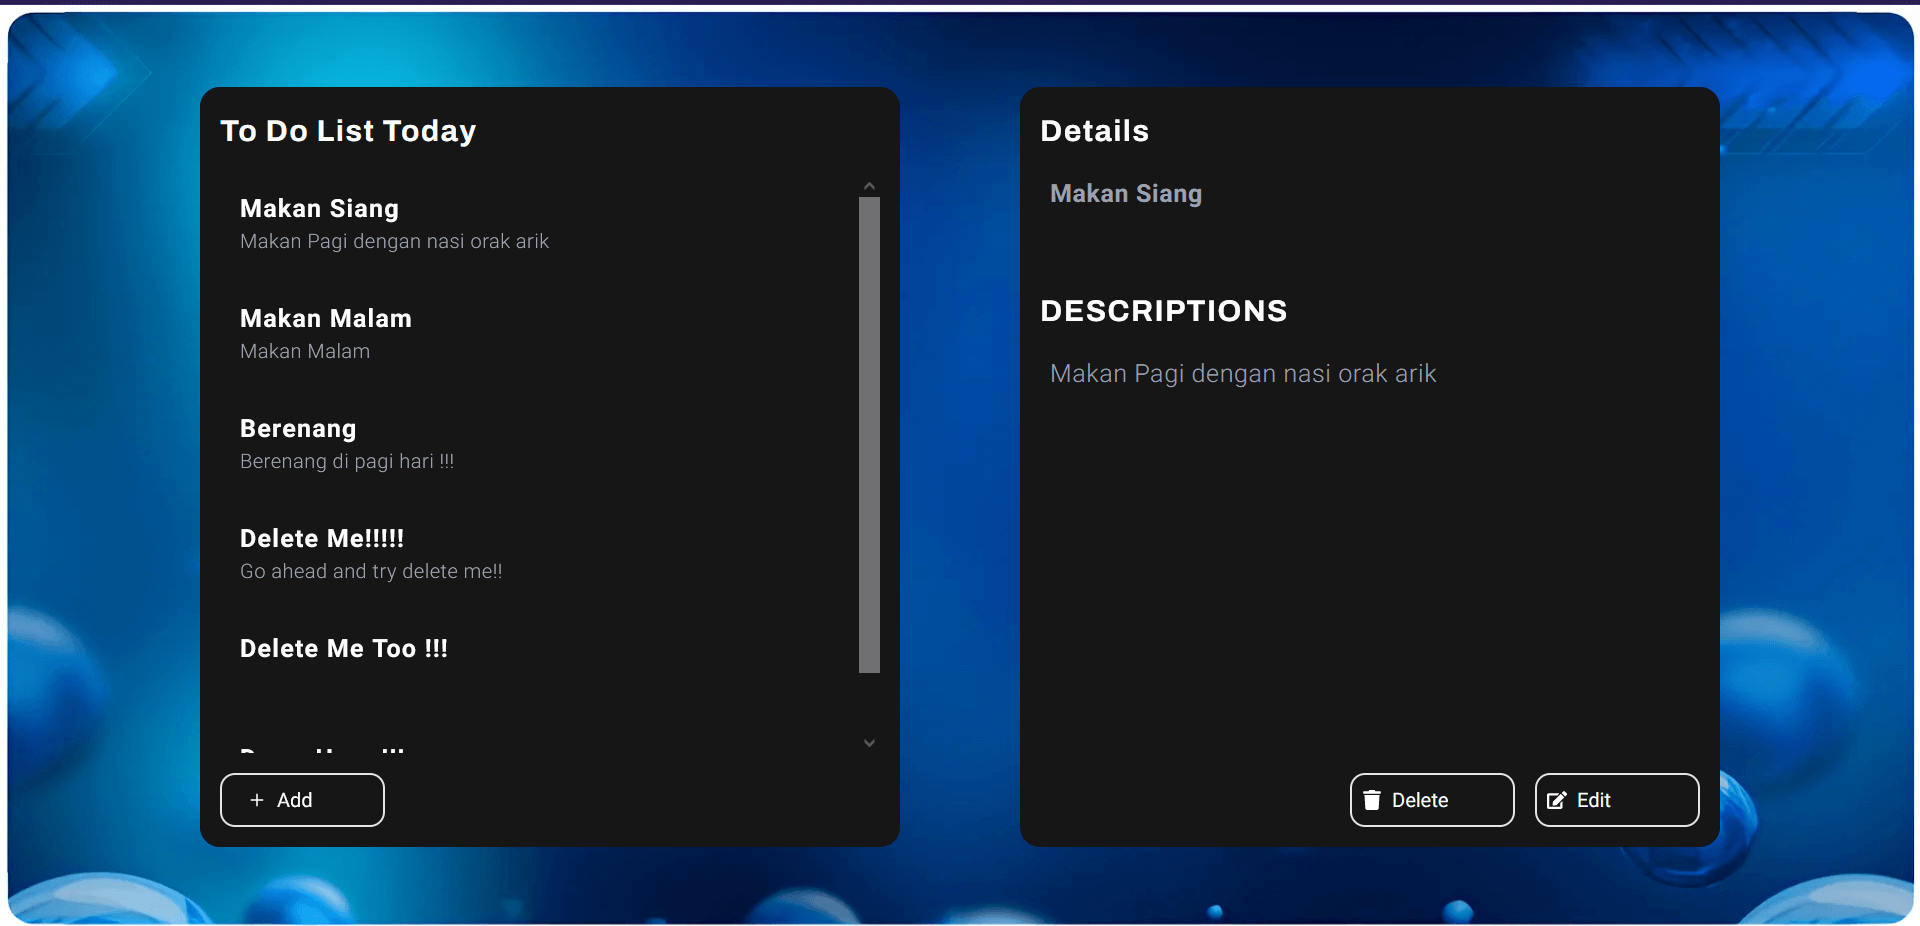 To Do List Today
Makan Siang
Makan Pagi dengan nasi orak arik
Makan Malam
Makan Malam
Berenang
Berenang di pagi hari !!!
Delete Me!!!!!
Go ahead and try delete me!!
Delete Me Too !!!
Add
Details
Makan Siang
DESCRIPTIONS
Makan Pagi dengan nasi orak arik
Delete
Edit